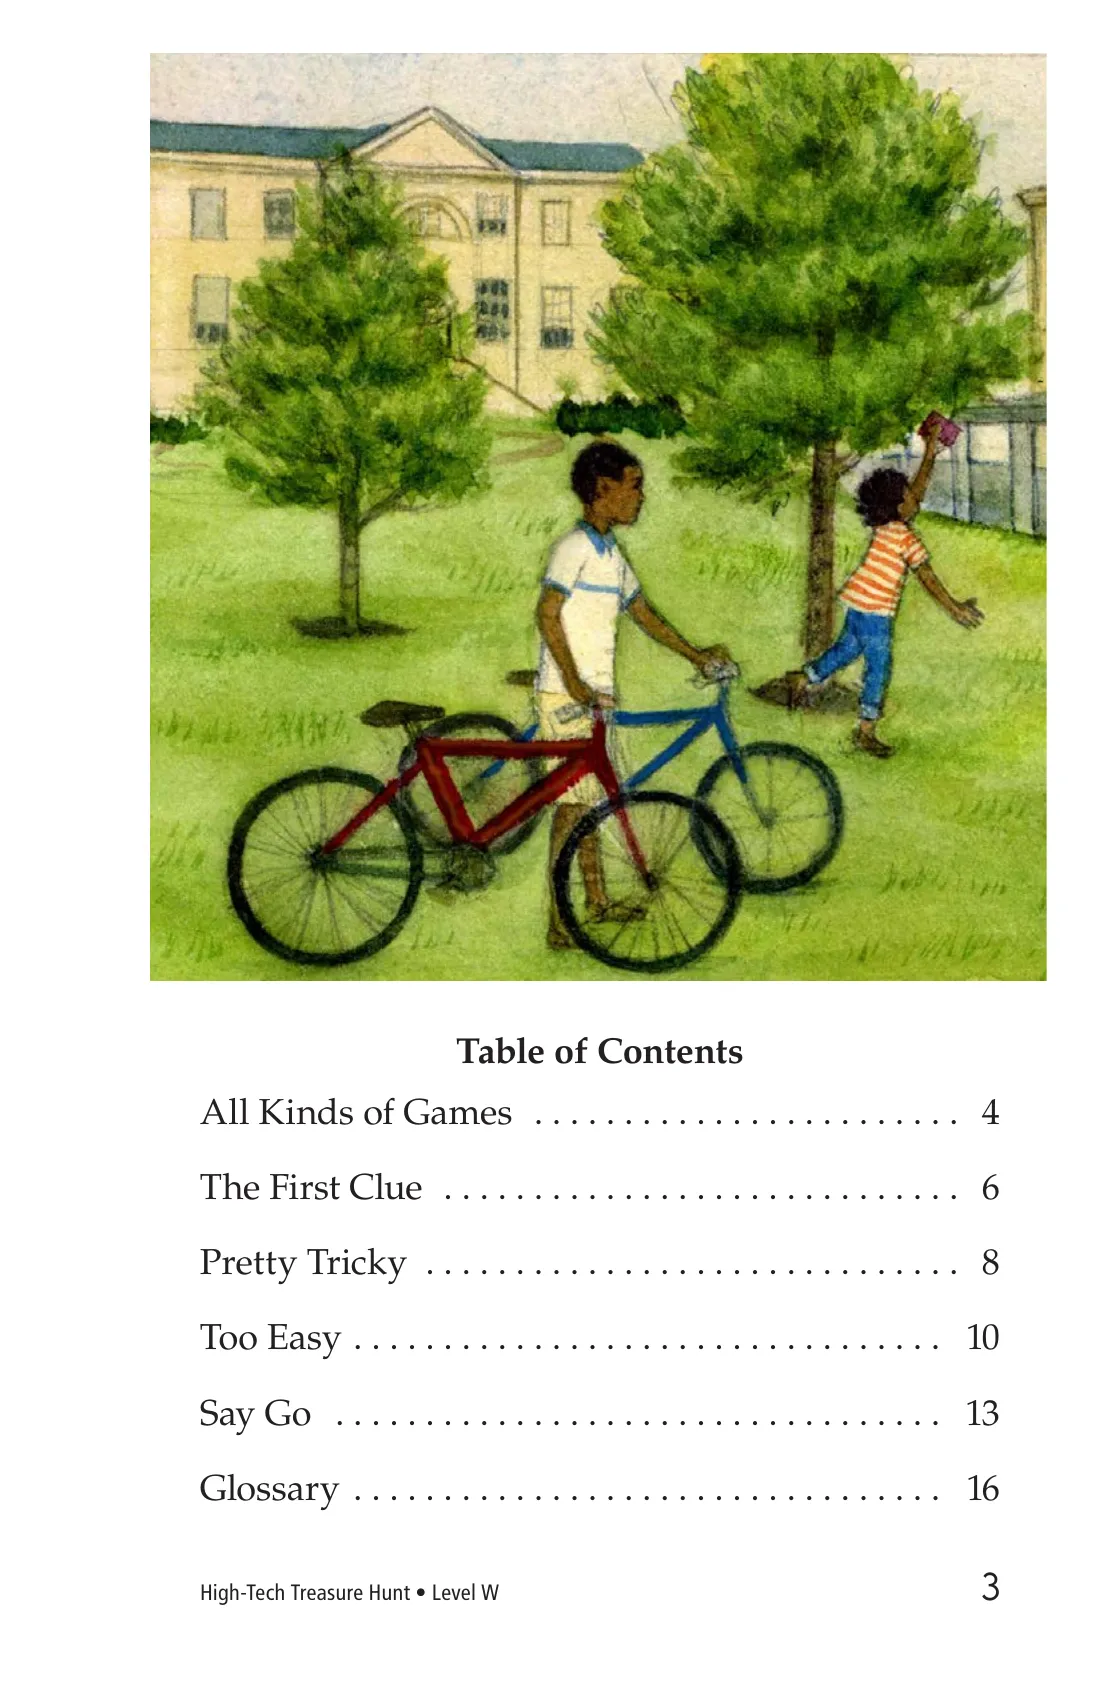 Table of Contents
All Kinds of Games . . . . . . . . . . . . . . . . . . . . . . . . 4
The First Clue . . . . . . . . . . . . . . . . . . . . . . . . . . . . . 6
Pretty Tricky . . . . . . . . . . . . . . . . . . . . . . . . . . . . . . 8
Too Easy . . . . . . . . . . . . . . . . . . . . . . . . . . . . . . . . . 10
Say Go . . . . . . . . . . . . . . . . . . . . . . . . . . . . . . . . . . 13
Glossary . . . . . . . . . . . . . . . . . . . . . . . . . . . . . . . . . 16
High-Tech Treasure Hunt • Level W 3